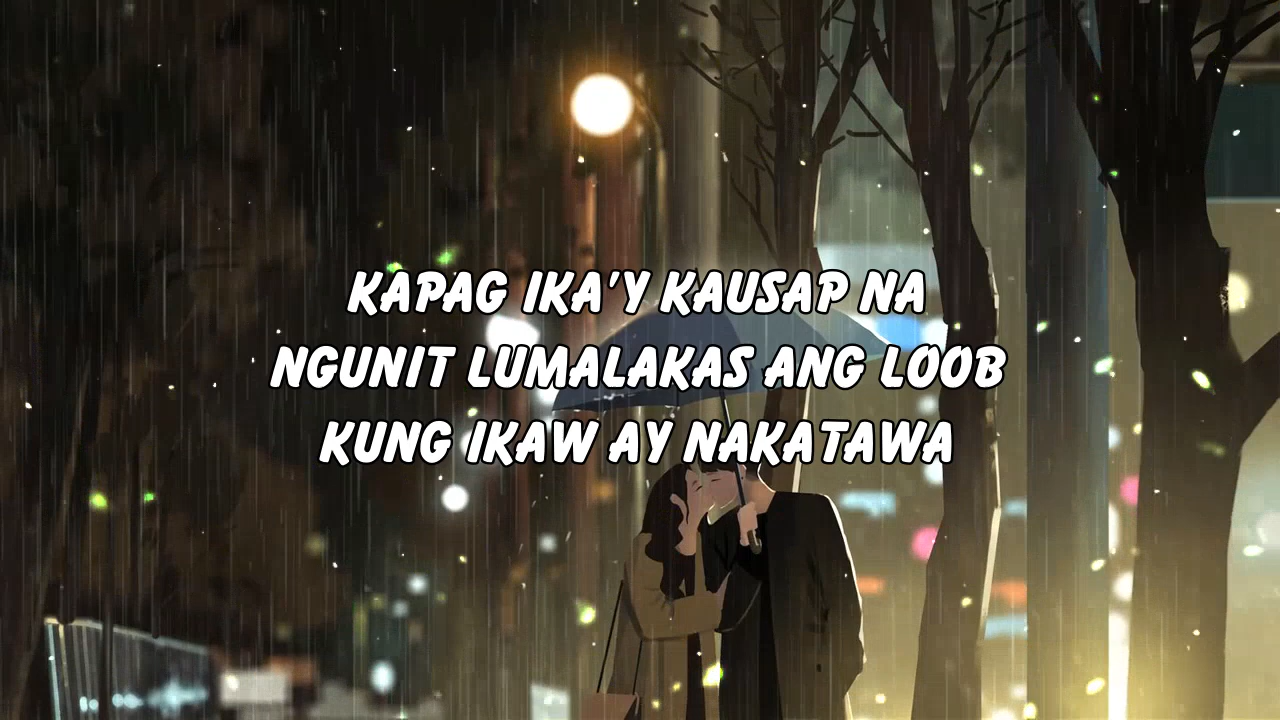 KAPAG IKA'Y KAUSAP NA
NGUNIT LUMALAKAS ANG LOOB
KUNG IKAW AY NAKATAWA